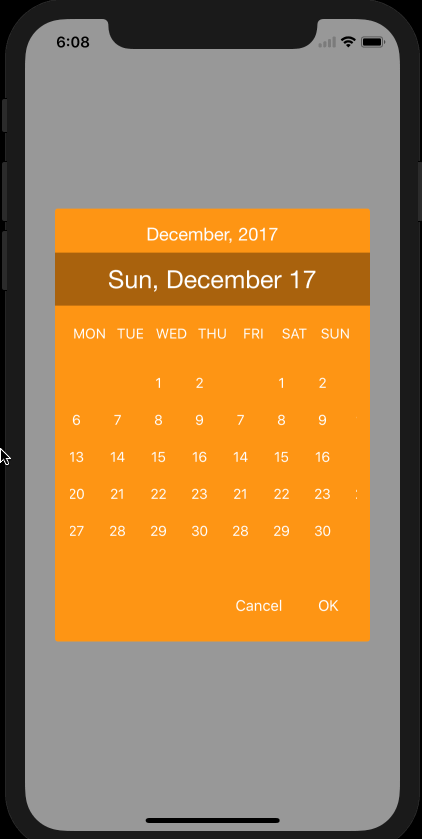 6:08
December, 2017
Sun, December 17
MON TUE WED THU FRI SAT SUN
1 2 1 2
6 7 8 9 7 8 9
13 14 15 16 14 15 16
20 21 22 23 21 22 23
27 28 29 30 28 29 30
Cancel OK